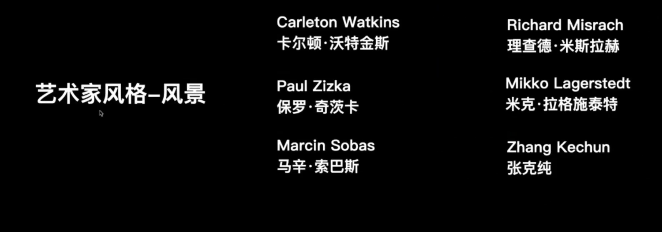 艺术家风格–风景
Carleton Watkins
卡尔顿·沃特金斯
Paul Zizka
保罗·奇茨卡
Marcin Sobas
马辛·索巴斯
Richard Misrach
理查德·米斯拉赫
Mikko Lagerstedt
米克·拉格施泰特
Zhang Kechun
张克纯